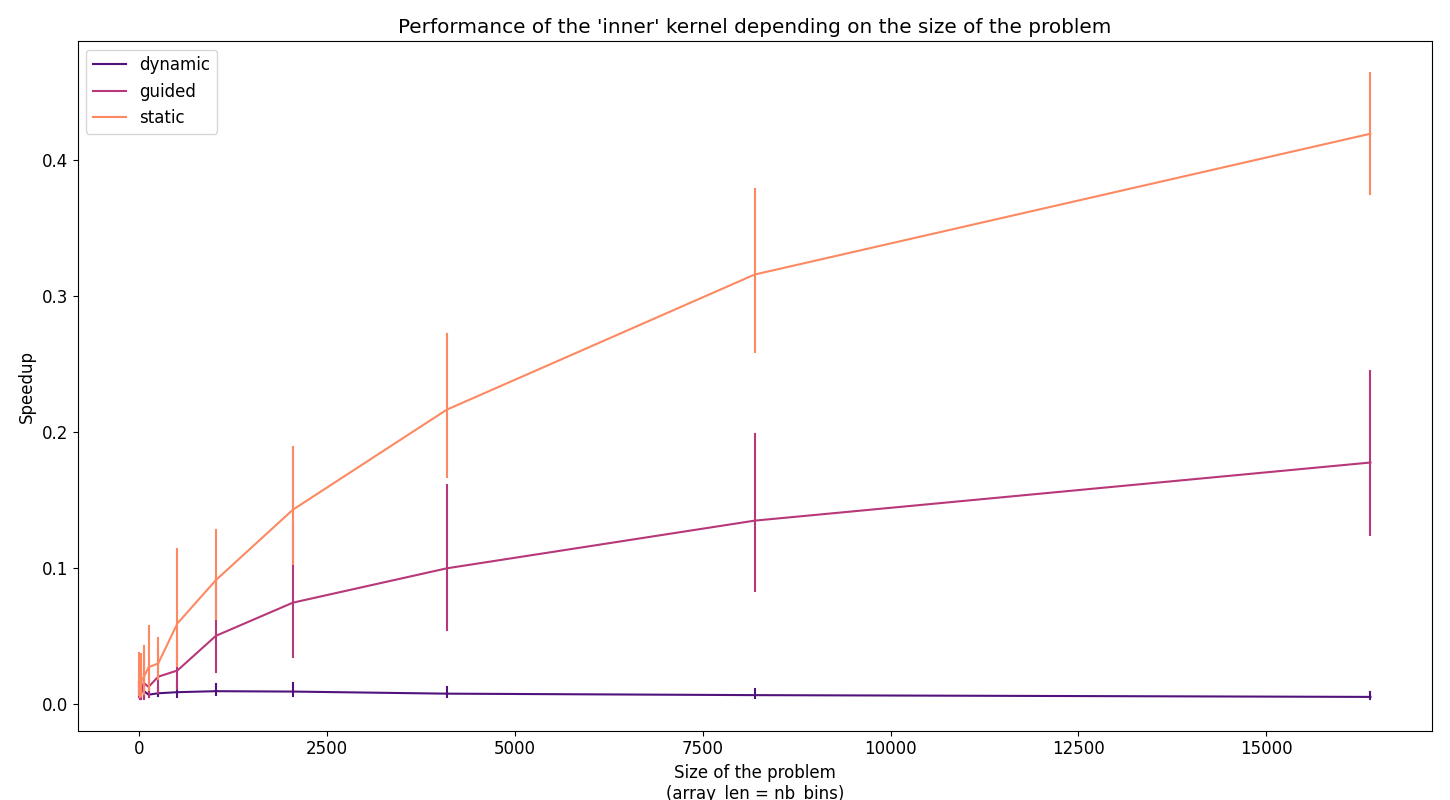 Performance of the 'inner' kernel depending on the size of the problem
dynamic
guided
static
0.4
0.3
0.2
0.1
0.0
Speedup
0
2500
5000
7500
10000
12500
15000
Size of the problem
(array_len = nb_bins)